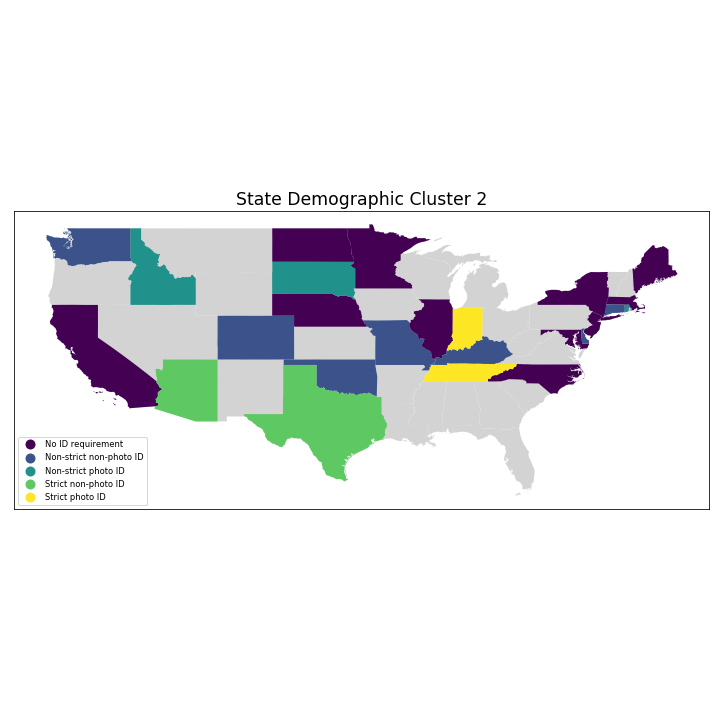 State Demographic Cluster 2
No ID requirement
Non-strict non-photo ID
Non-strict photo ID
Strict non-photo ID
Strict photo ID